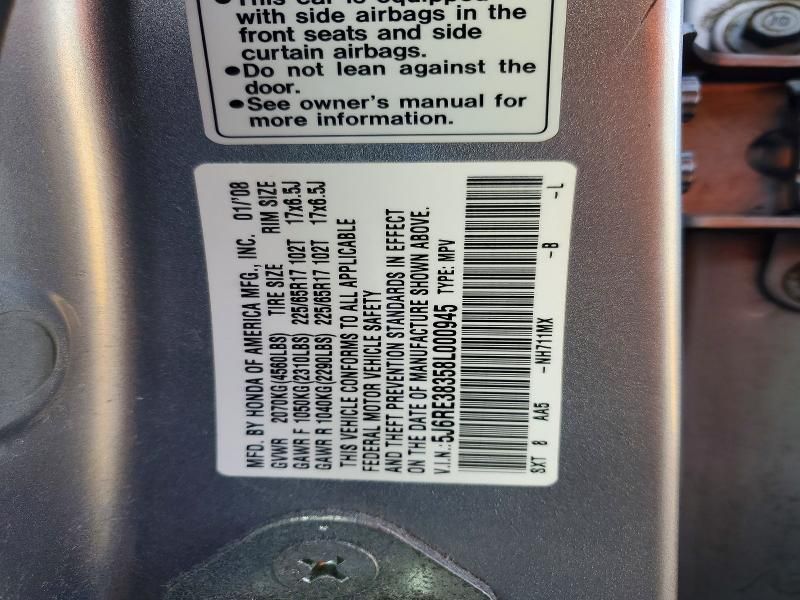 •This car is equipped
with side airbags in the
front seats and side
curtain airbags.
•Do not lean against the
door.
•See owner's manual for
more information.
MFD. BY HONDA OF AMERICA MFG., INC. 01/'08
GVWR 2070KG(4560LBS) TIRE SIZE RIM SIZE
GAWR F 1050KG(2310LBS) 225/65R17 102T 17x6.5J
GAWR R 1040KG(2290LBS) 225/65R17 102T 17x6.5J
THIS VEHICLE CONFORMS TO ALL APPLICABLE
FEDERAL MOTOR VEHICLE SAFETY
AND THEFT PREVENTION STANDARDS IN EFFECT
ON THE DATE OF MANUFACTURE SHOWN ABOVE.
V.I.N.:5J6RE38358L000945 TYPE: MPV
SXT 8 AA5 -NH711MX -B -L